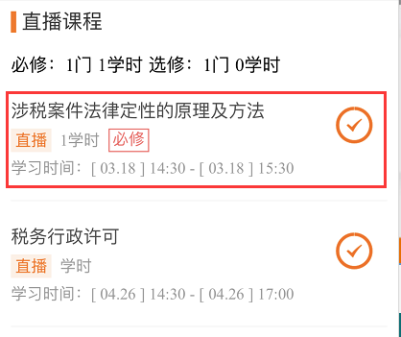 直播课程
必修：1门 1学时 选修：1门 0学时
涉税案件法律定性的原理及方法
直播 1学时 必修
学习时间：[ 03.18 ] 14:30 - [ 03.18 ] 15:30
税务行政许可
直播 学时
学习时间：[ 04.26 ] 14:30 - [ 04.26 ] 17:00